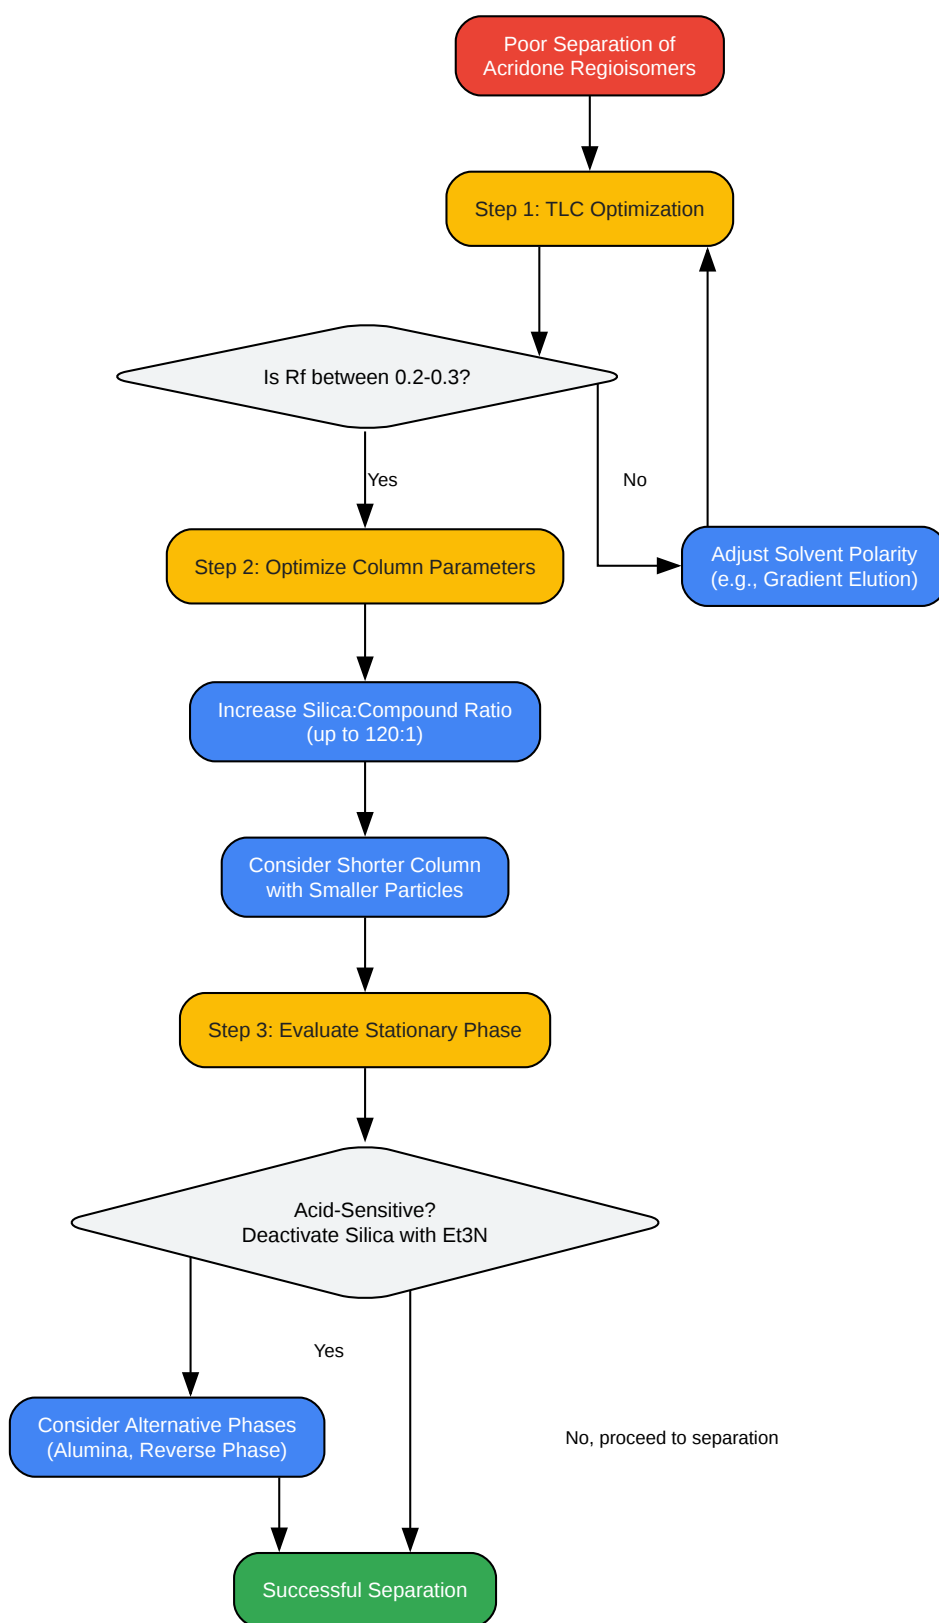 Poor Separation of
Acridone Regioisomers
Step 1: TLC Optimization
Is Rf between 0.2-0.3?
Yes
No
Step 2: Optimize Column Parameters
Adjust Solvent Polarity
(e.g., Gradient Elution)
Increase Silica:Compound Ratio
(up to 120:1)
Consider Shorter Column
with Smaller Particles
Step 3: Evaluate Stationary Phase
Acid-Sensitive?
Deactivate Silica with Et3N
Yes
Consider Alternative Phases
(Alumina, Reverse Phase)
No, proceed to separation
Successful Separation